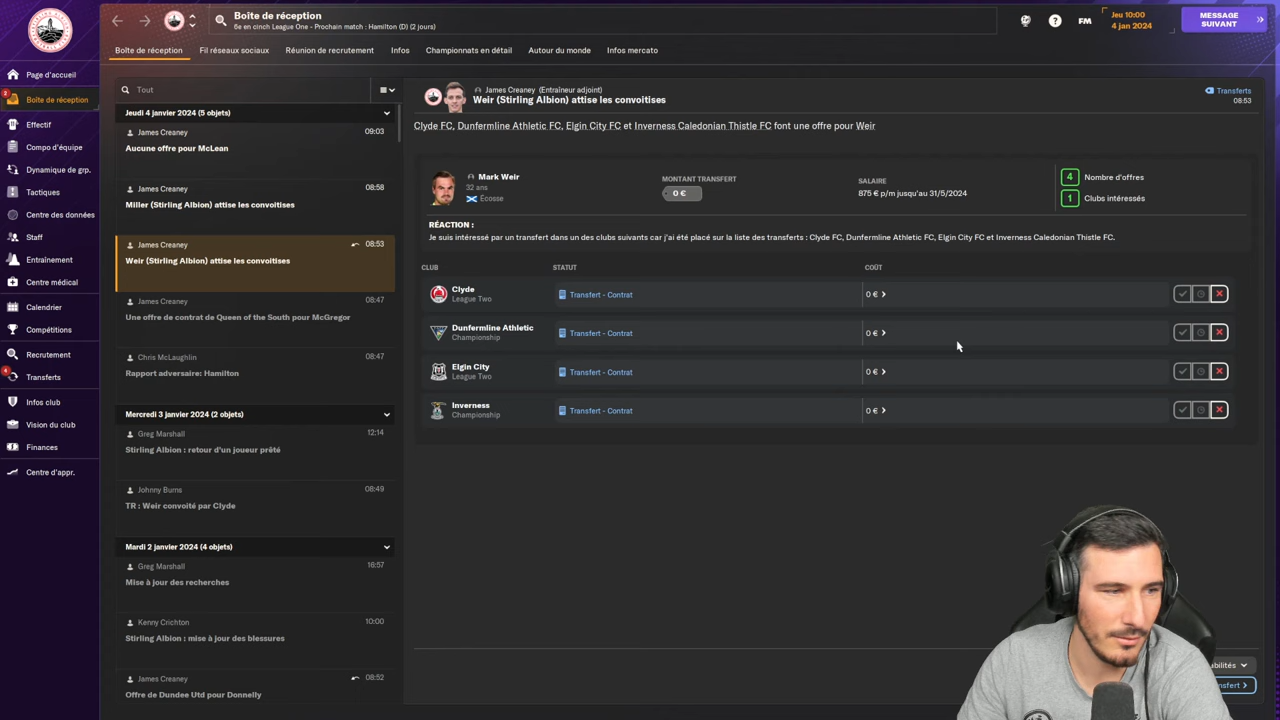 Boîte de réception
6e en cinch League One - Prochain match : Hamilton (D) (2 jours)
FM
Jeu 10:00
4 jan 2024
MESSAGE SUIVANT
Boîte de réception
Fil réseaux sociaux
Réunion de recrutement
Infos
Championnats en détail
Autour du monde
Infos mercato
Page d'accueil
2
Boîte de réception
Effectif
Compo d'équipe
Dynamique de grp.
Tactiques
Centre des données
Staff
Entraînement
Centre médical
Calendrier
Compétitions
Recrutement
Transferts
Infos club
Vision du club
Finances
Centre d'appr.
Tout
Jeudi 4 janvier 2024 (5 objets)
James Creaney 09:03
Aucune offre pour McLean
James Creaney 08:58
Miller (Stirling Albion) attise les convoitises
James Creaney 08:53
Weir (Stirling Albion) attise les convoitises
James Creaney 08:47
Une offre de contrat de Queen of the South pour McGregor
Chris McLaughlin 08:47
Rapport adversaire: Hamilton
Mercredi 3 janvier 2024 (2 objets)
Greg Marshall 12:14
Stirling Albion : retour d'un joueur prêté
Johnny Burns 08:49
TR : Weir convoité par Clyde
Mardi 2 janvier 2024 (4 objets)
Greg Marshall 16:57
Mise à jour des recherches
Kenny Crichton 10:00
Stirling Albion : mise à jour des blessures
James Creaney 08:52
Offre de Dundee Utd pour Donnelly
James Creaney (Entraîneur adjoint)
Weir (Stirling Albion) attise les convoitises
Transferts
08:53
Clyde FC, Dunfermline Athletic FC, Elgin City FC et Inverness Caledonian Thistle FC font une offre pour Weir
Mark Weir
32 ans
Écosse
MONTANT TRANSFERT
0 €
SALAIRE
875 € p/m jusqu'au 31/5/2024
4 Nombre d'offres
1 Clubs intéressés
RÉACTION :
Je suis intéressé par un transfert dans un des clubs suivants car j'ai été placé sur la liste des transferts : Clyde FC, Dunfermline Athletic FC, Elgin City FC et Inverness Caledonian Thistle FC.
CLUB STATUT COÛT
Clyde
League Two
Transfert - Contrat 0 €
Dunfermline Athletic
Championship
Transfert - Contrat 0 €
Elgin City
League Two
Transfert - Contrat 0 €
Inverness
Championship
Transfert - Contrat 0 €